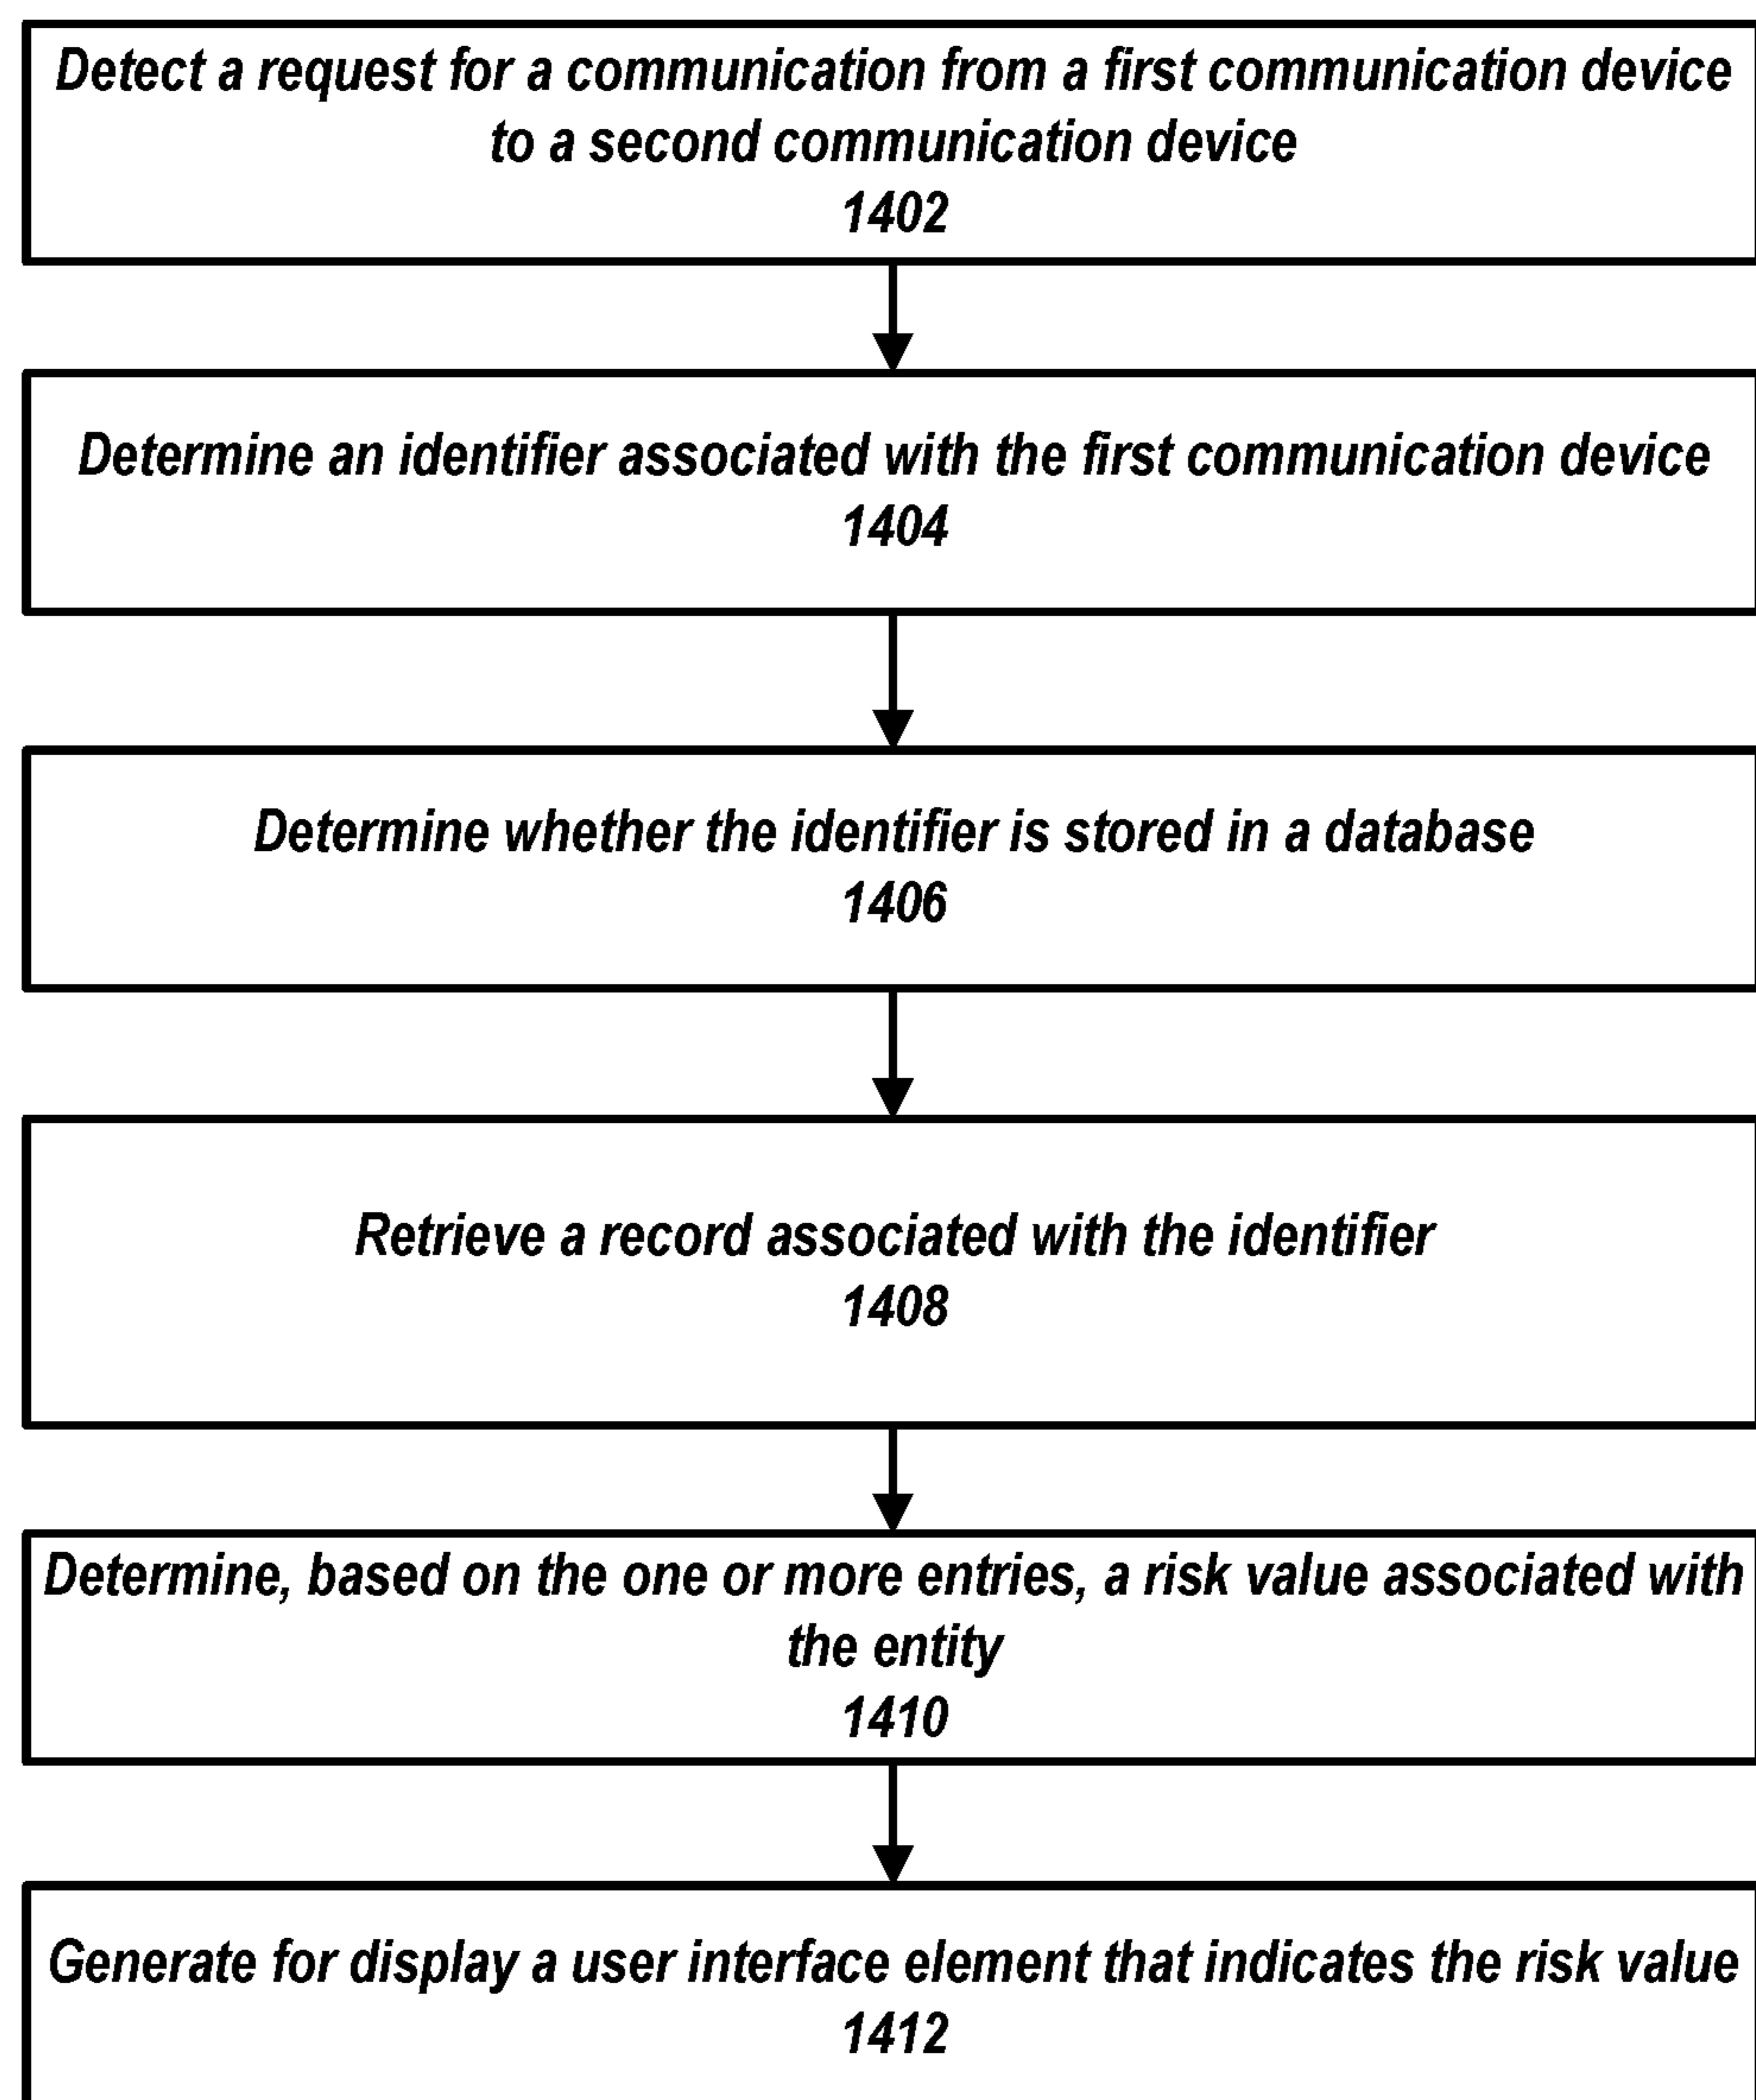 Detect a request for a communication from a first communication device
to a second communication device
1402
Determine an identifier associated with the first communication device
1404
Determine whether the identifier is stored in a database
1406
Retrieve a record associated with the identifier
1408
Determine, based on the one or more entries, a risk value associated with
the entity
1410
Generate for display a user interface element that indicates the risk value
1412